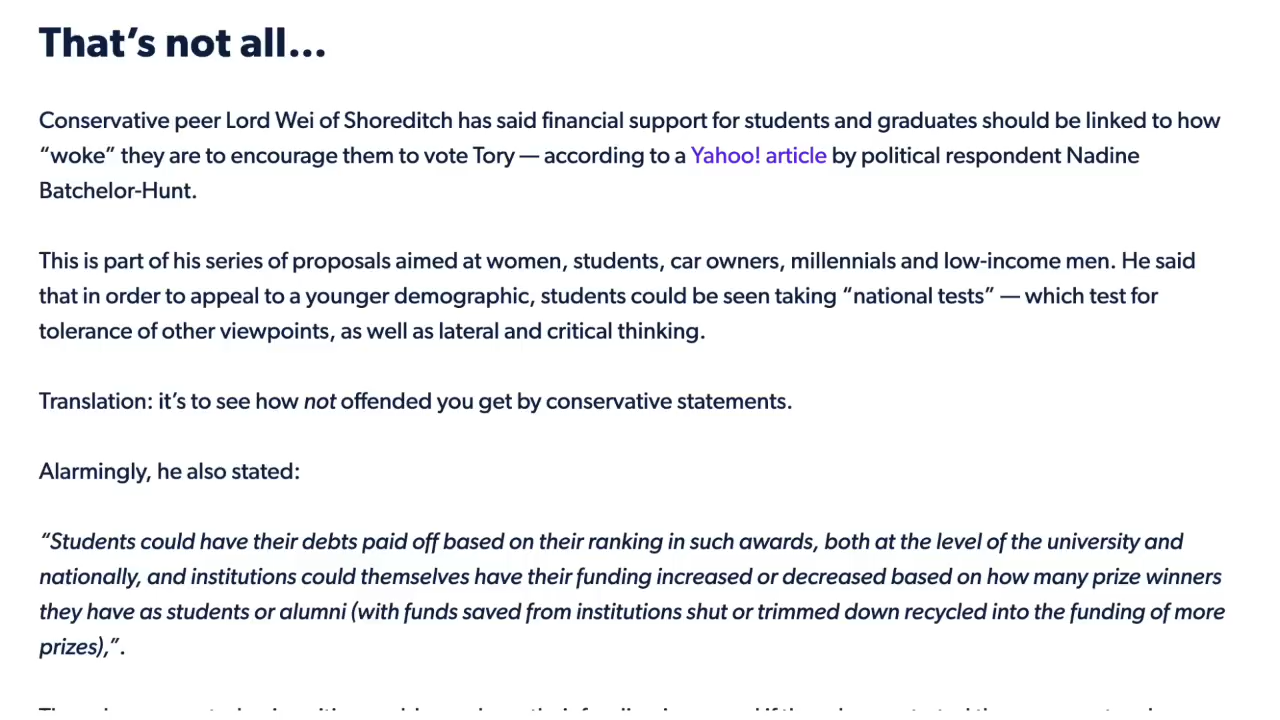 That's not all...
Conservative peer Lord Wei of Shoreditch has said financial support for students and graduates should be linked to how
“woke” they are to encourage them to vote Tory — according to a Yahoo! article by political respondent Nadine
Batchelor-Hunt.
This is part of his series of proposals aimed at women, students, car owners, millennials and low-income men. He said
that in order to appeal to a younger demographic, students could be seen taking “national tests” — which test for
tolerance of other viewpoints, as well as lateral and critical thinking.
Translation: it’s to see how not offended you get by conservative statements.
Alarmingly, he also stated:
“Students could have their debts paid off based on their ranking in such awards, both at the level of the university and
nationally, and institutions could themselves have their funding increased or decreased based on how many prize winners
they have as students or alumni (with funds saved from institutions shut or trimmed down recycled into the funding of more
prizes),”.